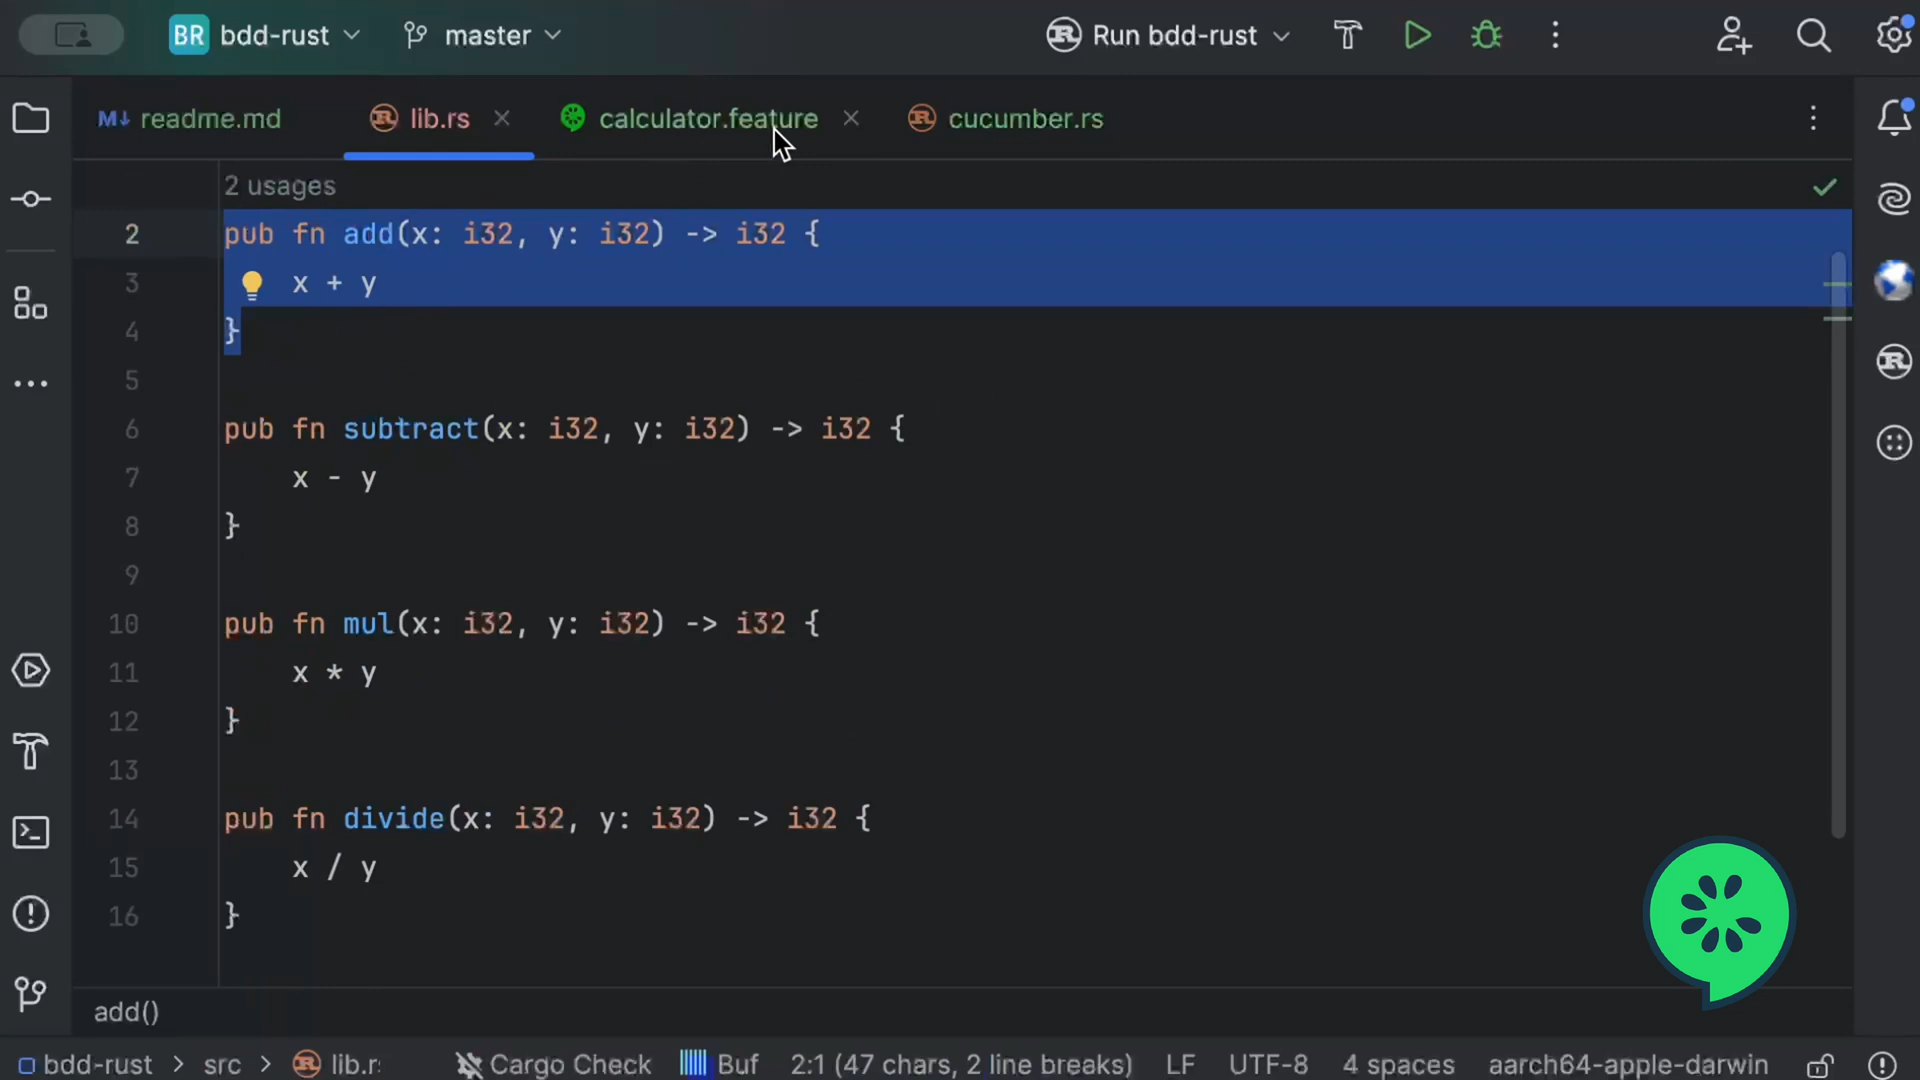 BR bdd-rust master Run bdd-rust
M↓ readme.md lib.rs calculator.feature cucumber.rs
2 usages
2 pub fn add(x: i32, y: i32) -> i32 {
3 x + y
4 }
5
6 pub fn subtract(x: i32, y: i32) -> i32 {
7 x - y
8 }
9
10 pub fn mul(x: i32, y: i32) -> i32 {
11 x * y
12 }
13
14 pub fn divide(x: i32, y: i32) -> i32 {
15 x / y
16 }
add()
bdd-rust > src > lib.rs Cargo Check Buf 2:1 (47 chars, 2 line breaks) LF UTF-8 4 spaces aarch64-apple-darwin